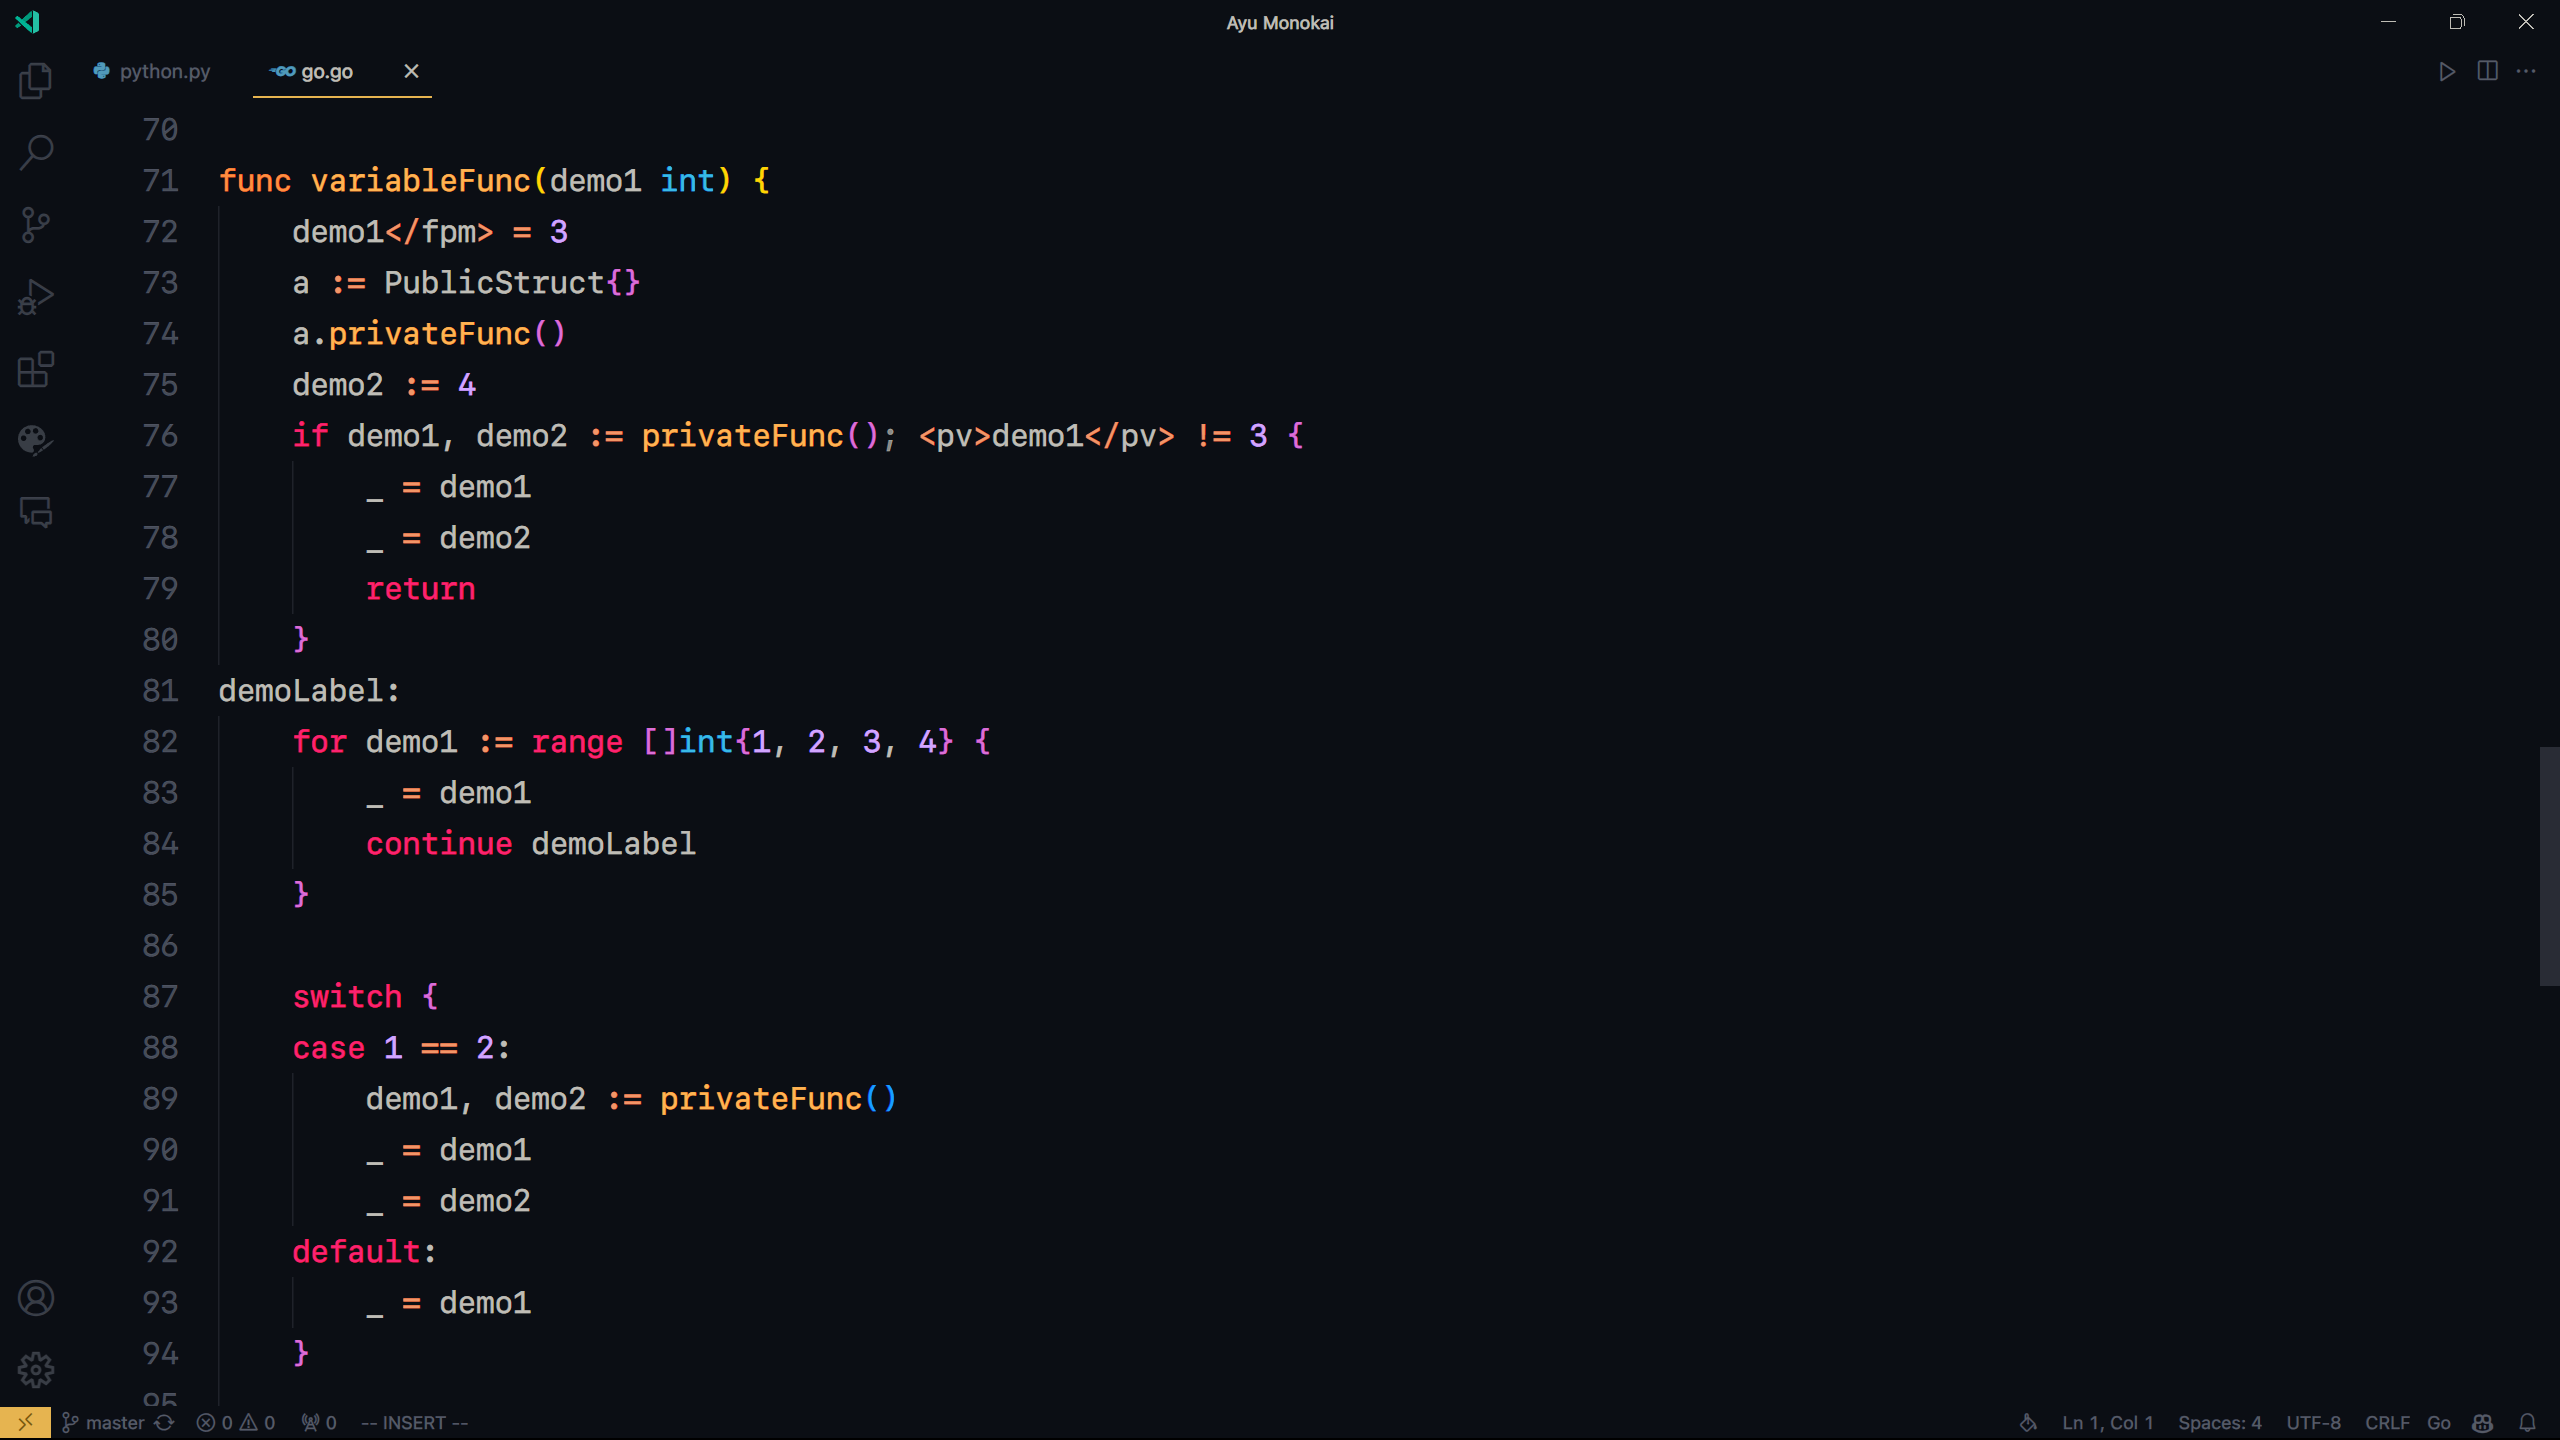 Ayu Monokai
python.py
GO go.go
70
71 func variableFunc(demo1 int) {
72     demo1</fpm> = 3
73     a := PublicStruct{}
74     a.privateFunc()
75     demo2 := 4
76     if demo1, demo2 := privateFunc(); <pv>demo1</pv> != 3 {
77         _ = demo1
78         _ = demo2
79         return
80     }
81 demoLabel:
82     for demo1 := range []int{1, 2, 3, 4} {
83         _ = demo1
84         continue demoLabel
85     }
86
87     switch {
88     case 1 == 2:
89         demo1, demo2 := privateFunc()
90         _ = demo1
91         _ = demo2
92     default:
93         _ = demo1
94     }
95
master 0 0 0 -- INSERT -- Ln 1, Col 1 Spaces: 4 UTF-8 CRLF Go